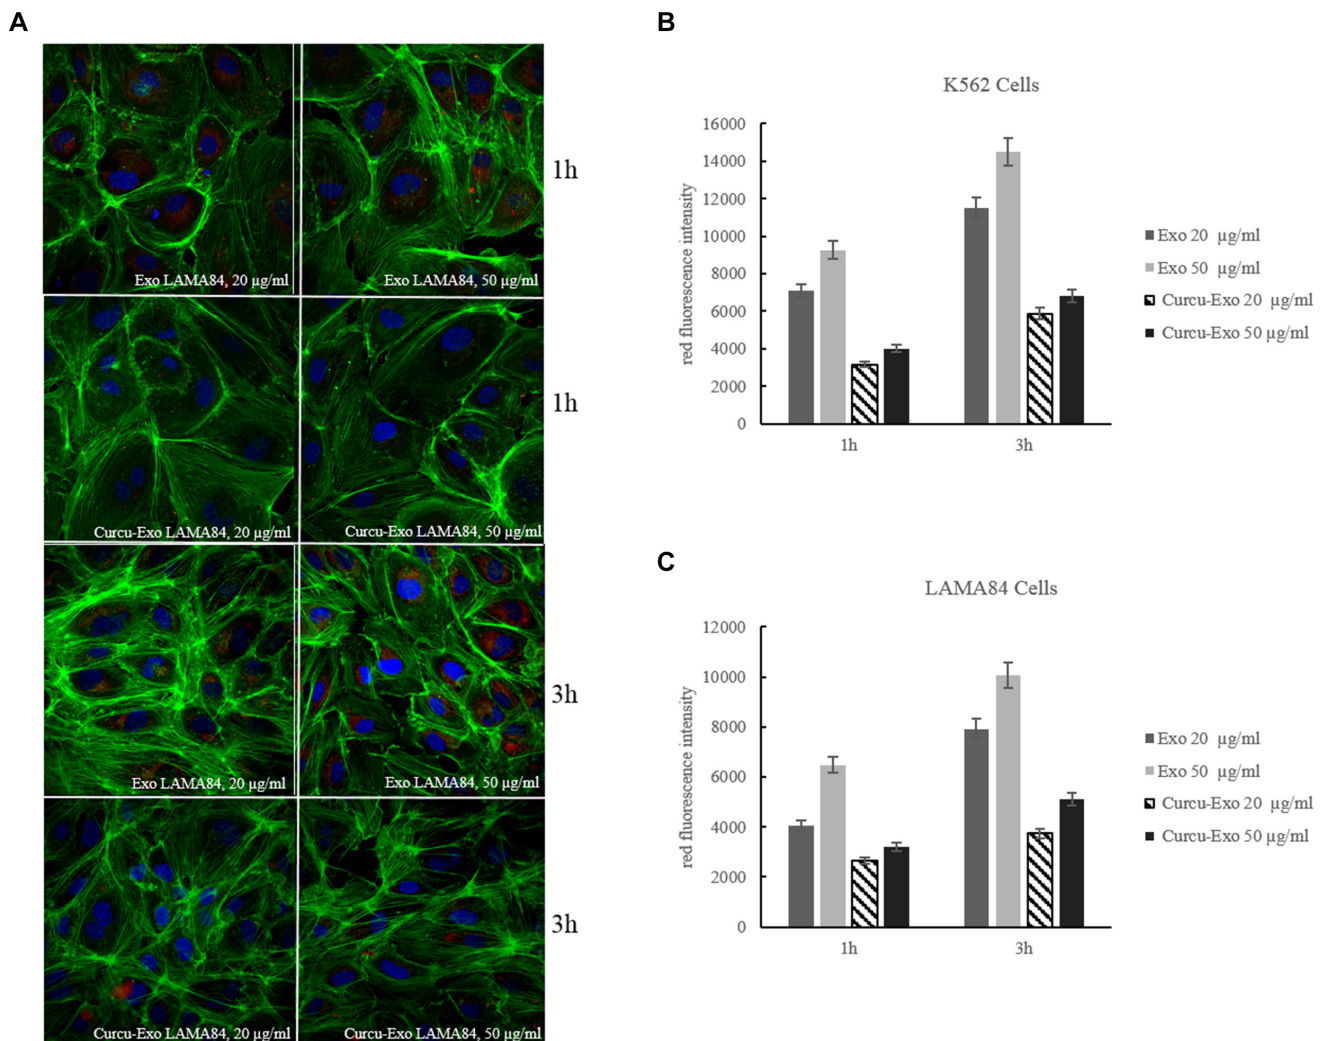 A
Exo LAMA84, 20 µg/ml
Exo LAMA84, 50 µg/ml
1h
Curcu-Exo LAMA84, 20 µg/ml
Curcu-Exo LAMA84, 50 µg/ml
1h
Exo LAMA84, 20 µg/ml
Exo LAMA84, 50 µg/ml
3h
Curcu-Exo LAMA84, 20 µg/ml
Curcu-Exo LAMA84, 50 µg/ml
3h
B
K562 Cells
red fluorescence intensity
16000
14000
12000
10000
8000
6000
4000
2000
0
1h
3h
Exo 20 µg/ml
Exo 50 µg/ml
Curcu-Exo 20 µg/ml
Curcu-Exo 50 µg/ml
C
LAMA84 Cells
red fluorescence intensity
12000
10000
8000
6000
4000
2000
0
1h
3h
Exo 20 µg/ml
Exo 50 µg/ml
Curcu-Exo 20 µg/ml
Curcu-Exo 50 µg/ml